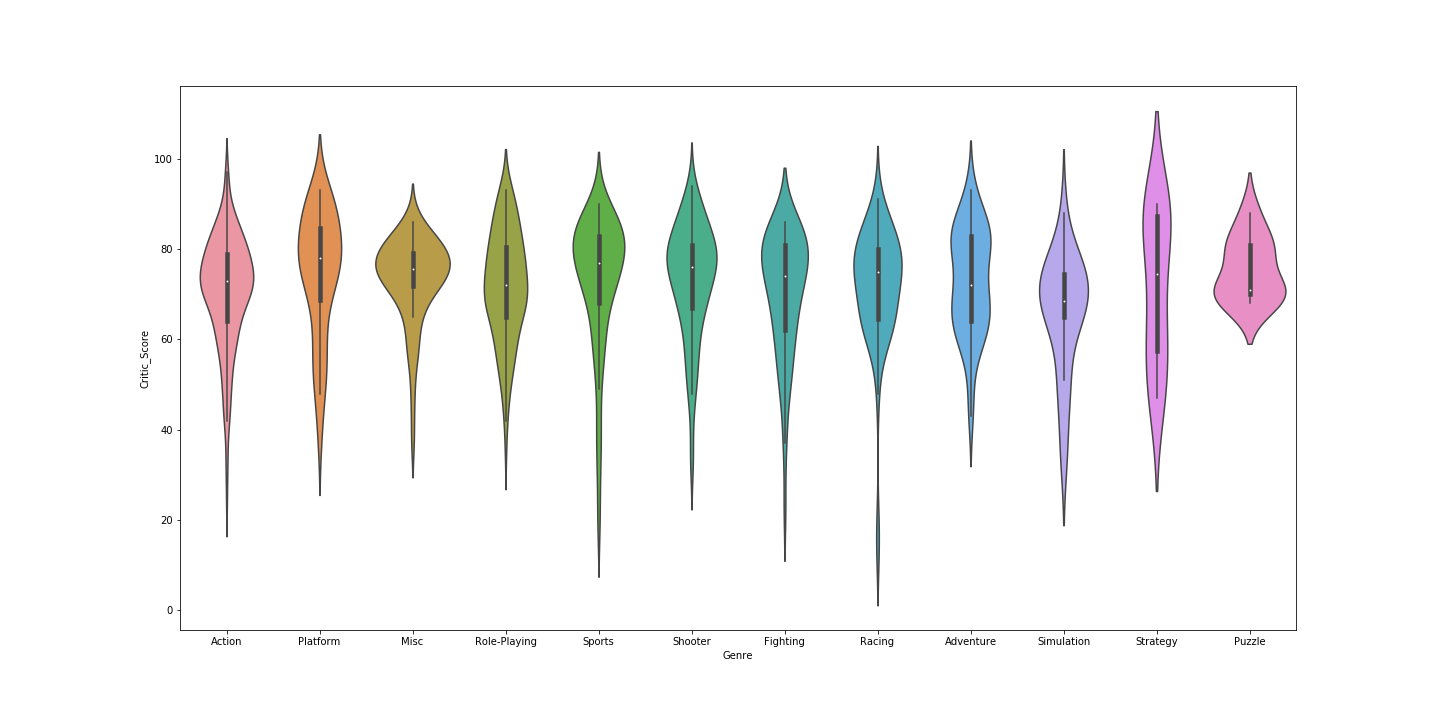 Critic_Score
100
80
60
40
20
0
Action Platform Misc Role-Playing Sports Shooter Fighting Racing Adventure Simulation Strategy Puzzle
Genre